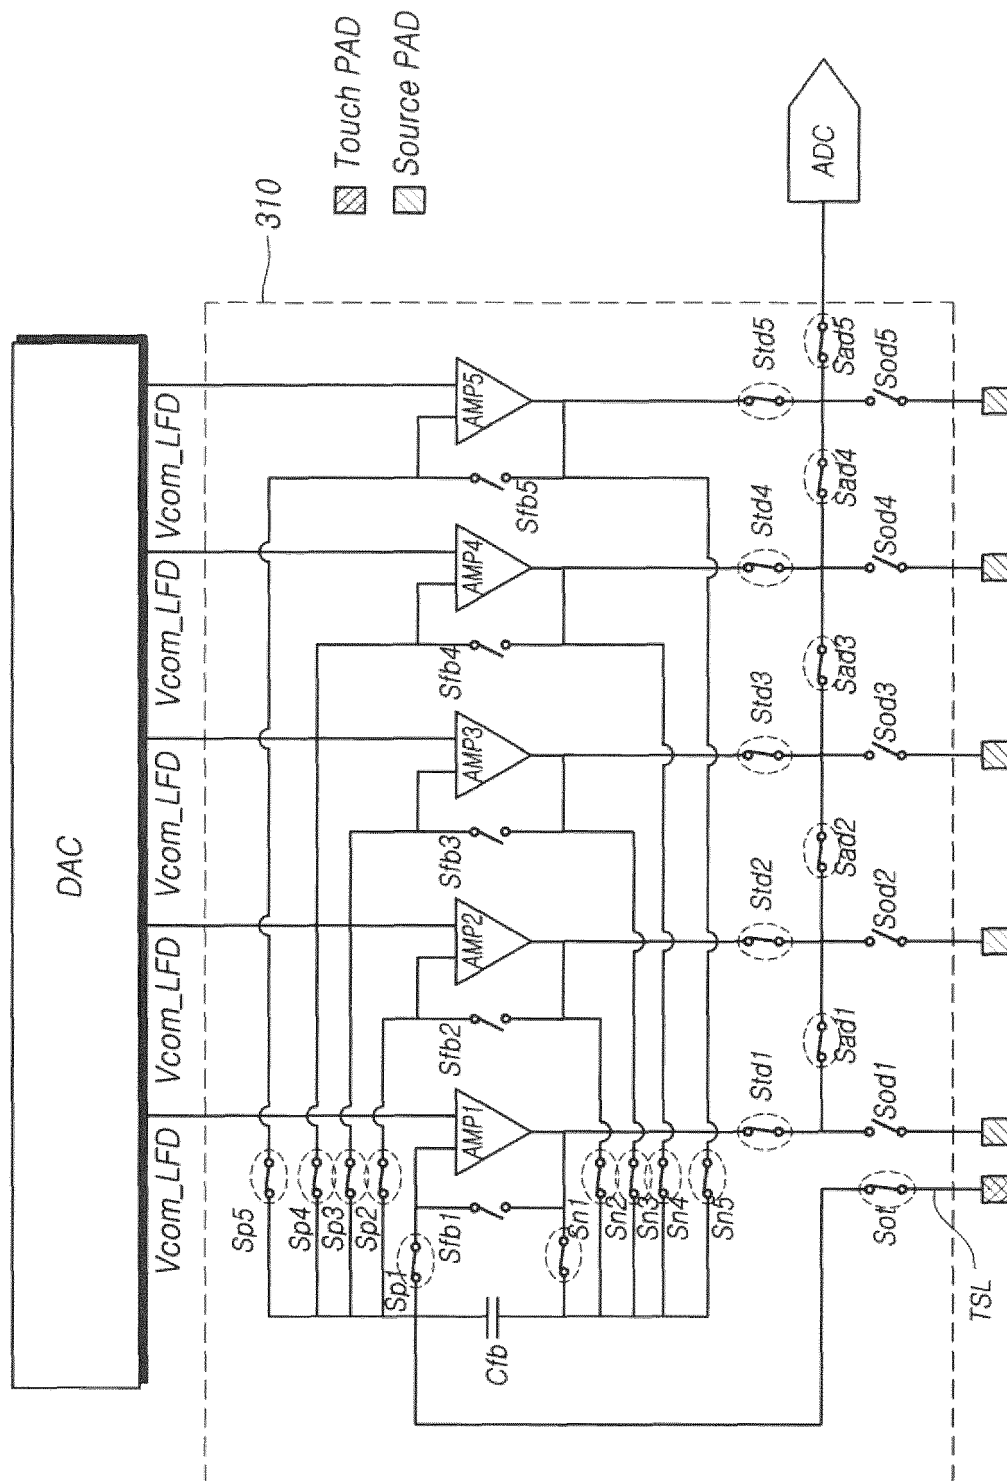 DAC
Vcom_LFD
Vcom_LFD
Vcom_LFD
Vcom_LFD
Vcom_LFD
310
Touch PAD
Source PAD
Sp5
Sp4
Sp3
Sp2
Sp1
Sfb1
Sfb2
Sfb3
Sfb4
Sfb5
AMP1
AMP2
AMP3
AMP4
AMP5
Cfb
Sn1
Sn2
Sn3
Sn4
Sn5
Std1
Std2
Std3
Std4
Std5
Sad1
Sad2
Sad3
Sad4
Sad5
ADC
Sot
Sod1
Sod2
Sod3
Sod4
Sod5
TSL